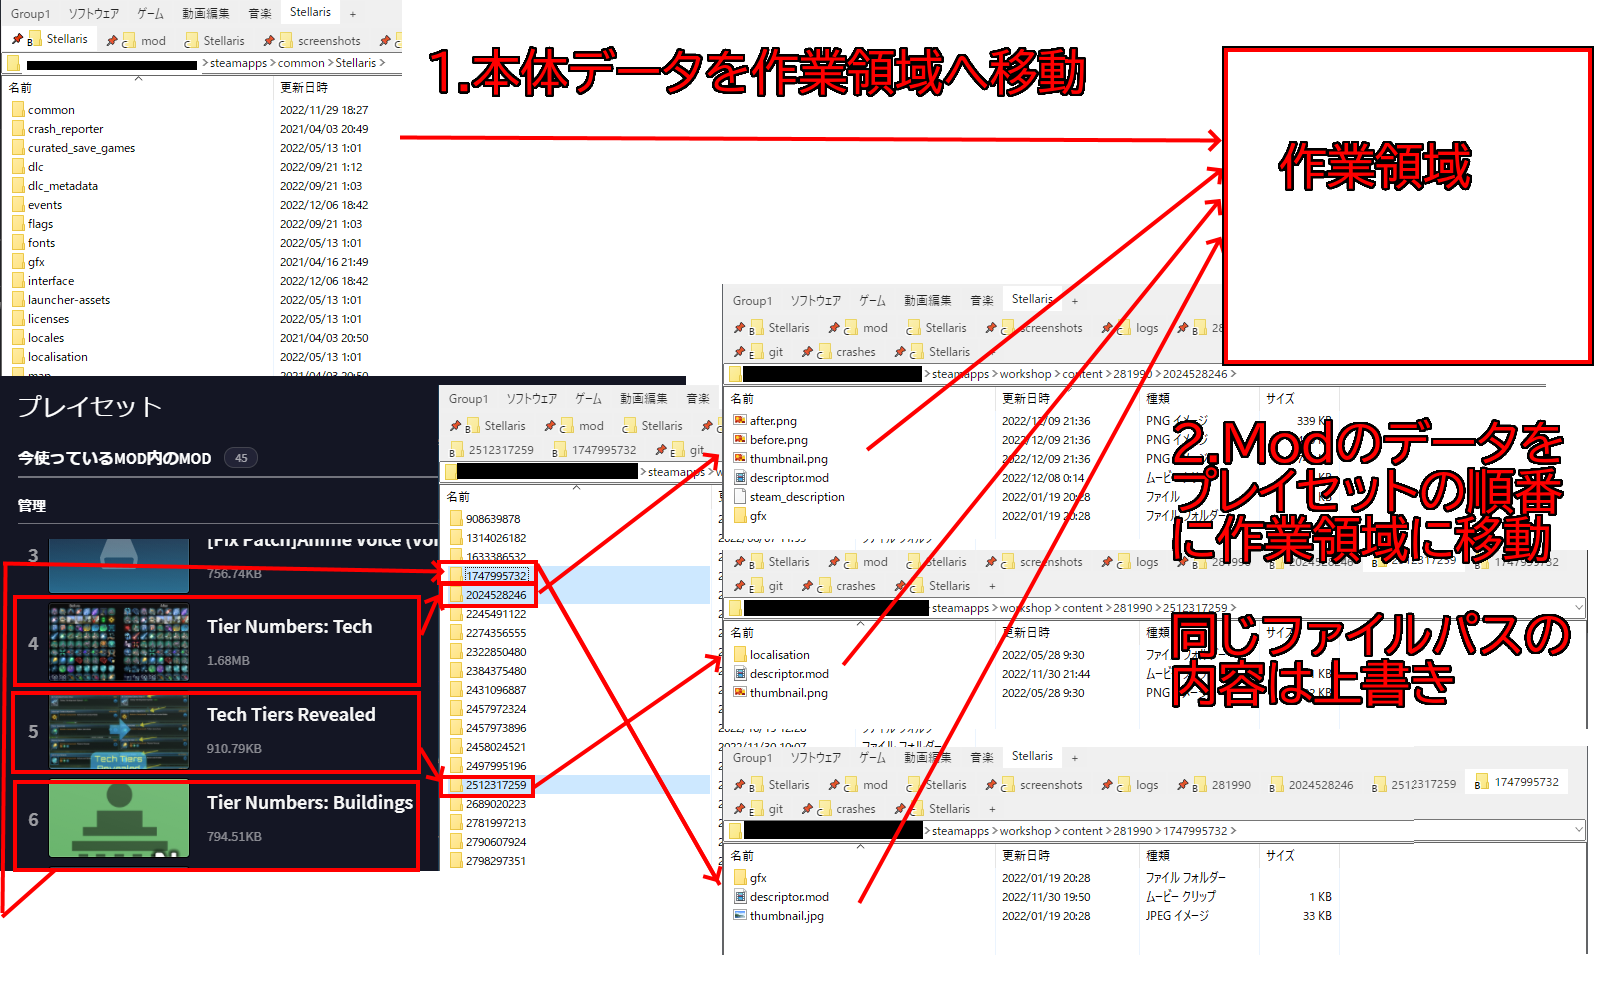 Group1 ソフトウェア ゲーム 動画編集 音楽 Stellaris +
B Stellaris C mod C Stellaris C screenshots C
> steamapps > common > Stellaris >
名前 更新日時
common 2022/11/29 18:27
crash_reporter 2021/04/03 20:49
curated_save_games 2022/05/13 1:01
dlc 2022/09/21 1:12
dlc_metadata 2022/09/21 1:03
events 2022/12/06 18:42
flags 2022/09/21 1:03
fonts 2022/05/13 1:01
gfx 2021/04/16 21:49
interface 2022/12/06 18:42
launcher-assets 2022/05/13 1:01
licenses 2022/05/13 1:01
locales 2021/04/03 20:50
localisation 2022/05/13 1:01
map 2021/04/03 20:50
1.本体データを作業領域へ移動
作業領域
プレイセット
今使っているMOD内のMOD 45
管理
3 [Fix Patch]Anime Voice (Voi
756.74KB
4 Tier Numbers: Tech
1.68MB
5 Tech Tiers Revealed
910.79KB
Tech Tiers
Revealed
6 Tier Numbers: Buildings
794.51KB
Group1 ソフトウェア ゲーム 動画編集 音楽
B Stellaris C mod C Stellaris
B 2512317259 B 1747995732 E git
> steamapps > w
名前
908639878
1314026182
1633386532
1747995732
2024528246
2245491122
2274356555
2322850480
2384375480
2431096887
2457972324
2457973896
2458024521
2497995196
2512317259
2689020223
2781997213
2790607924
2798297351
Group1 ソフトウェア ゲーム 動画編集 音楽 Stellaris +
B Stellaris C mod C Stellaris C screenshots C logs B 28
E git C crashes C Stellaris +
> steamapps > workshop > content > 281990 > 2024528246 >
名前 更新日時 種類 サイズ
after.png 2022/12/09 21:36 PNG イメージ 339 KB
before.png 2022/12/09 21:36 PNG イメージ
thumbnail.png 2022/12/09 21:36 PNG
descriptor.mod 2022/12/08 0:14 ムービー ク KB
steam_description 2022/01/19 20:28 ファイル KB
gfx 2022/01/19 20:28 ファイル フォルダー
2.Modのデータを
プレイセットの順番
に作業領域に移動
B Stellaris C mod C Stellaris C screenshots C logs B 281990 B 2024528246 B 2512317259 B 1747995732
E git C crashes C Stellaris +
steamapps > workshop > content > 281990 > 2512317259 >
名前 更新日時 種類 サイズ
localisation 2022/05/28 9:30 ファイ
descriptor.mod 2022/11/30 21:44 ムービ KB
thumbnail.png 2022/05/28 9:30 PNG KB
同じファイルパスの
内容は上書き
Group1 ソフトウェア ゲーム 動画編集 音楽 Stellaris +
B Stellaris C mod C Stellaris C screenshots C logs B 281990 B 2024528246 B 2512317259 B 1747995732
E git C crashes C Stellaris +
> steamapps > workshop > content > 281990 > 1747995732 >
名前 更新日時 種類 サイズ
gfx 2022/01/19 20:28 ファイル フォルダー
descriptor.mod 2022/11/30 19:50 ムービー クリップ 1 KB
thumbnail.jpg 2022/01/19 20:28 JPEG イメージ 33 KB